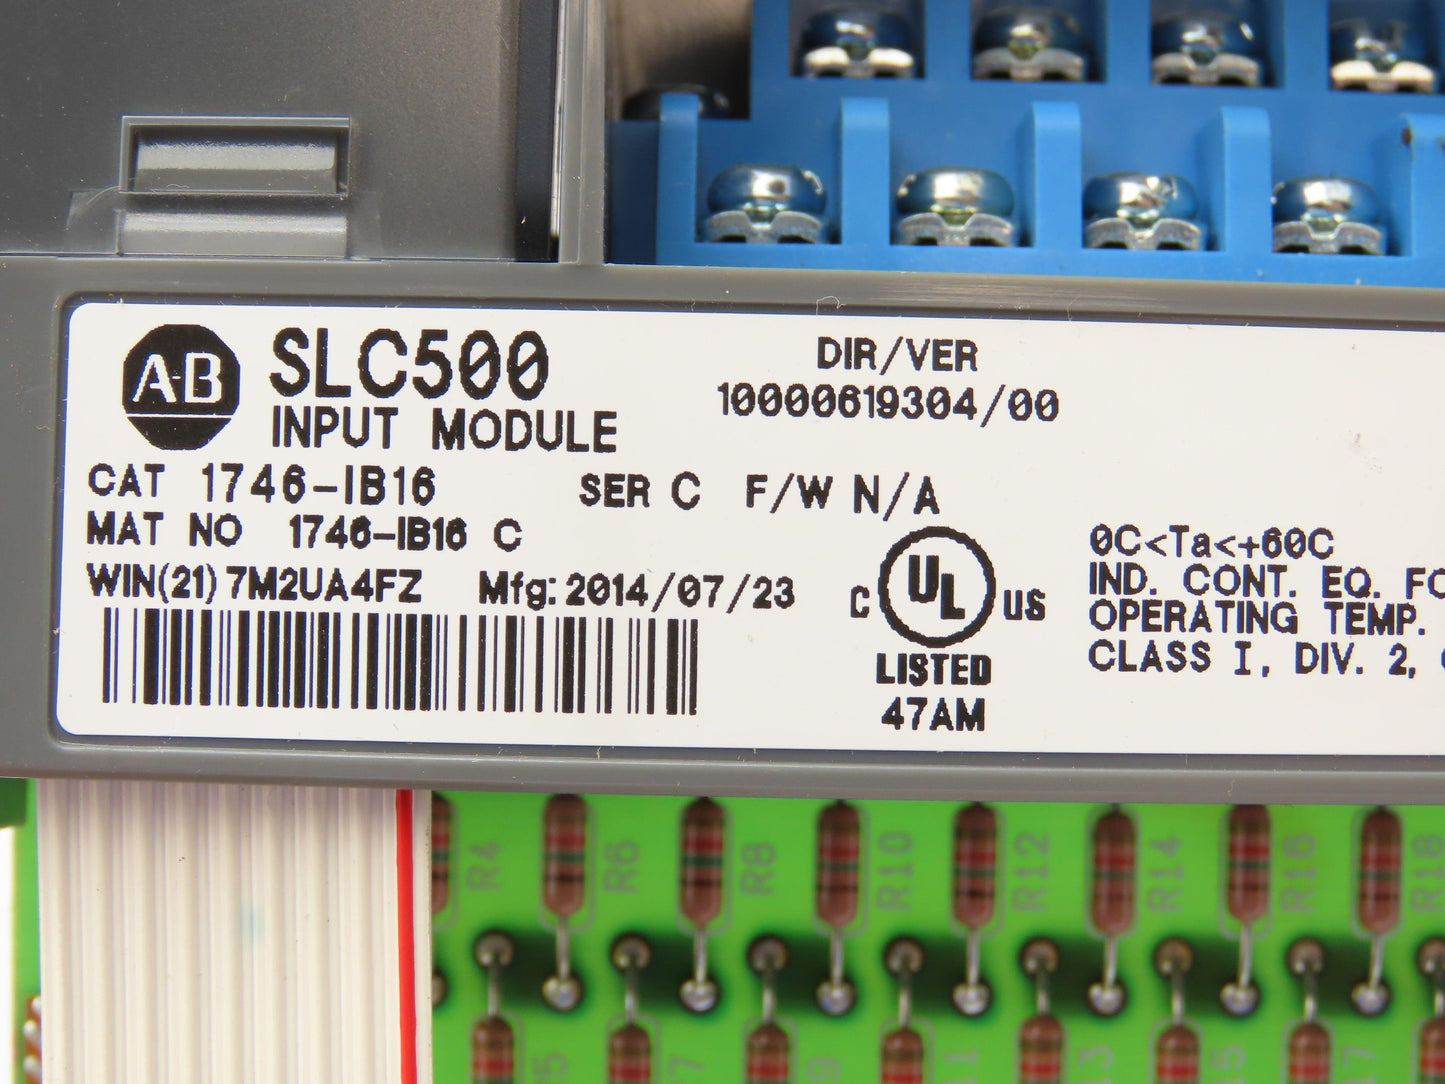 A-B
SLC500
INPUT MODULE
DIR/VER
10000619304/00
CAT 1746-IB16
SER C F/W N/A
MAT NO 1746-IB16 C
WIN(21) 7M2UA4FZ Mfg: 2014/07/23
C UL US
LISTED
47AM
0C<Ta<+60C
IND. CONT. EQ.
OPERATING TEMP.
CLASS I, DIV. 2,
R4
R6
R8
R10
R12
R14
R16
R18